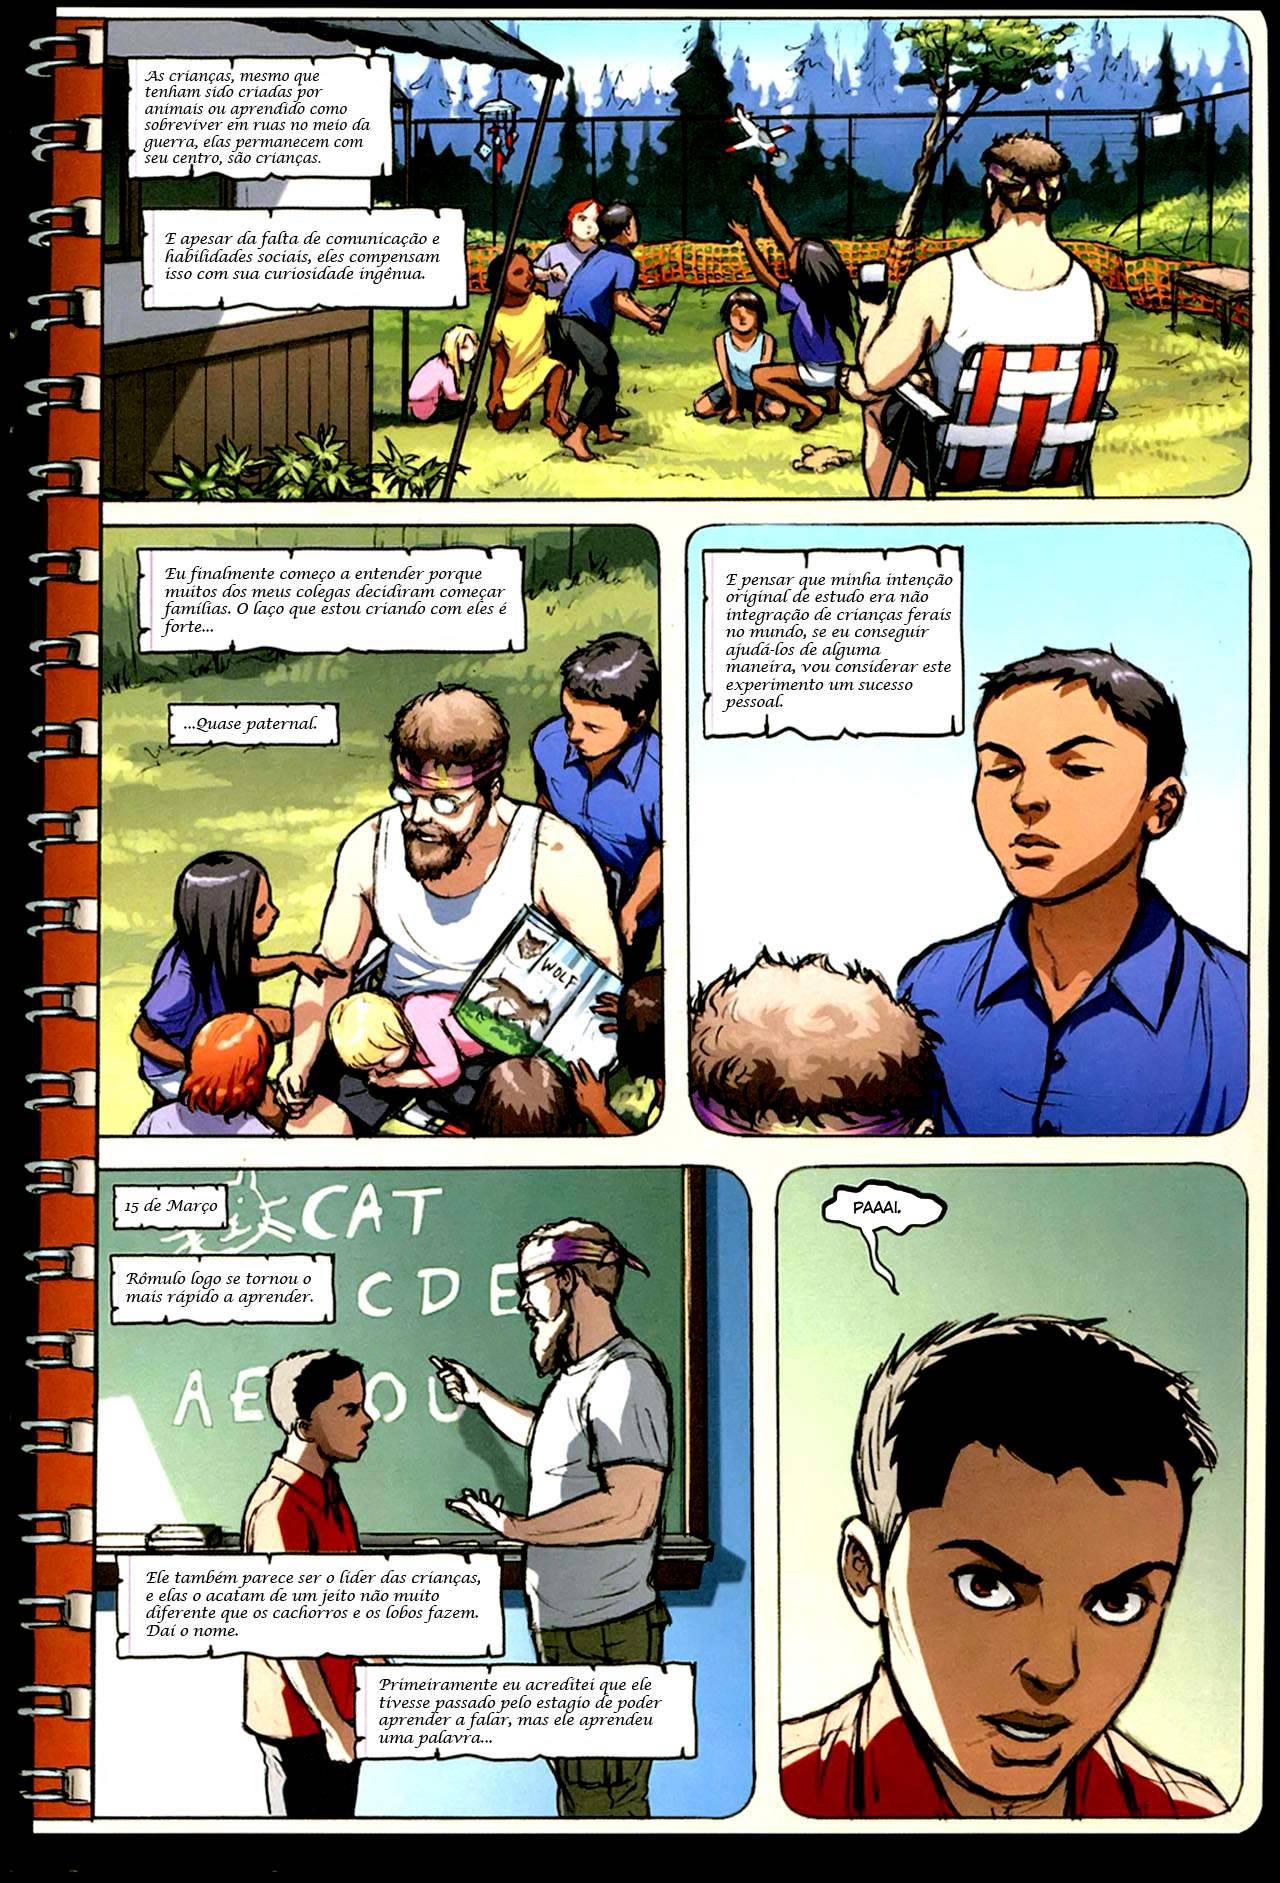 As crianças, mesmo que
tenham sido criadas por
animais ou aprendido como
sobreviver em ruas no meio da
guerra, elas permanecem com
seu centro, são crianças.
E apesar da falta de comunicação e
habilidades sociais, eles compensam
isso com sua curiosidade ingênua.
Eu finalmente começo a entender porque
muitos dos meus colegas decidiram começar
famílias. O laço que estou criando com eles é
forte...
...Quase paternal.
WOLF
E pensar que minha intenção
original de estudo era não
integração de crianças ferais
no mundo, se eu conseguir
ajudá-los de alguma
maneira, vou considerar este
experimento um sucesso
pessoal.
15 de Março
CAT
Rômulo logo se tornou o
mais rápido a aprender.
C D E
A E O U
Ele também parece ser o líder das crianças,
e elas o acatam de um jeito não muito
diferente que os cachorros e os lobos fazem.
Daí o nome.
Primeiramente eu acreditei que ele
tivesse passado pelo estagio de poder
aprender a falar, mas ele aprendeu
uma palavra...
PAAAI.